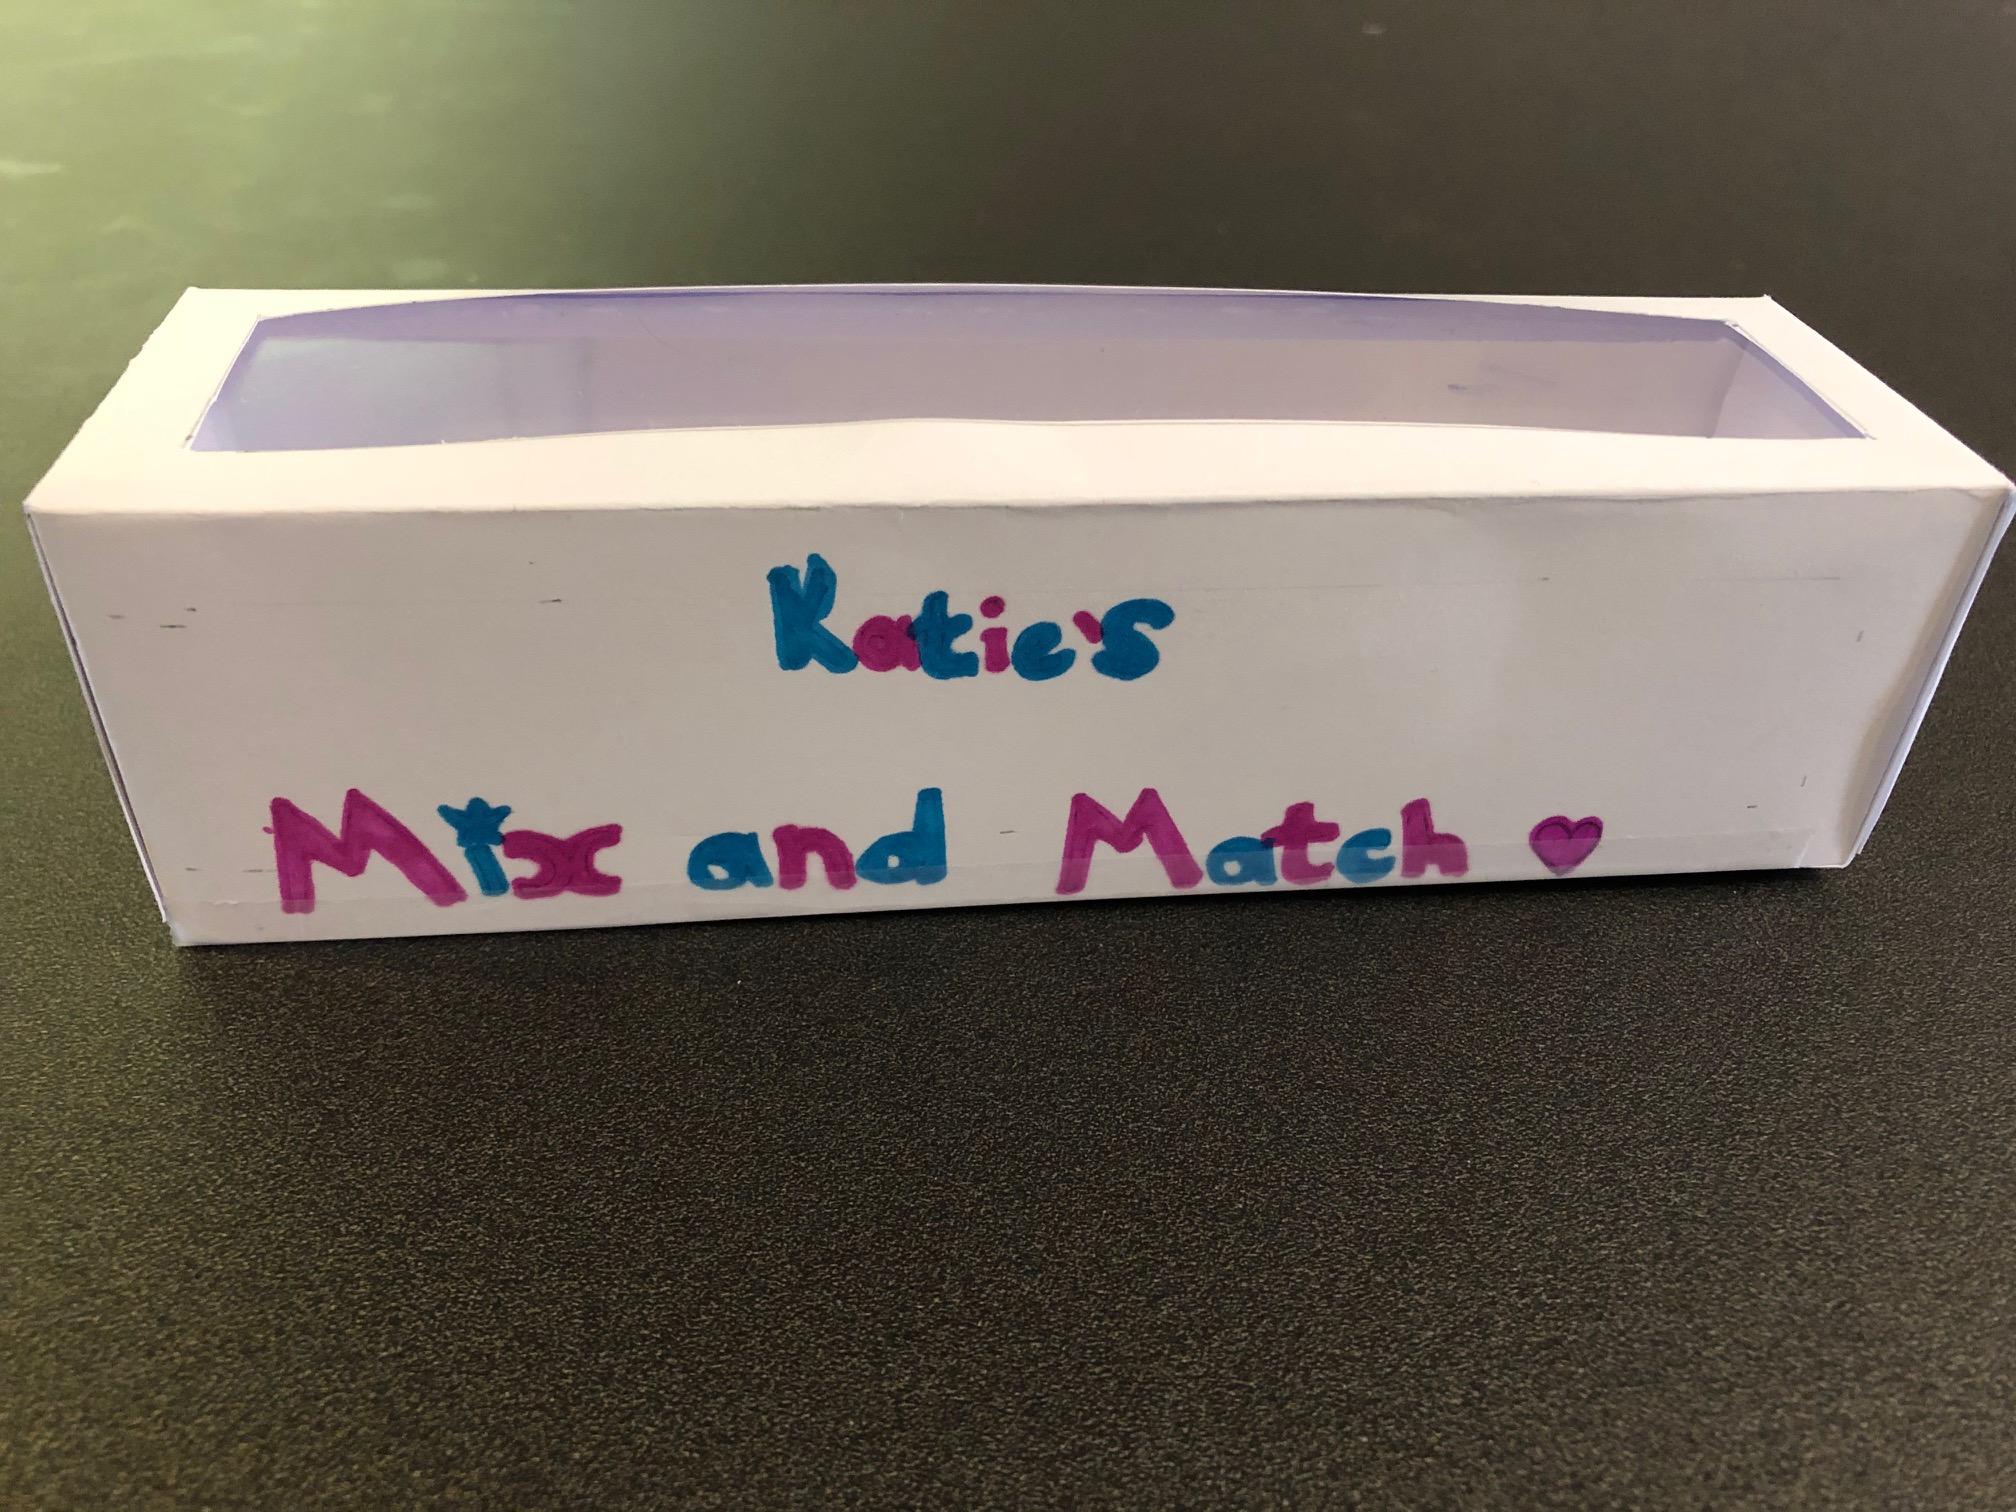 Katie's
Mix and Match ♥